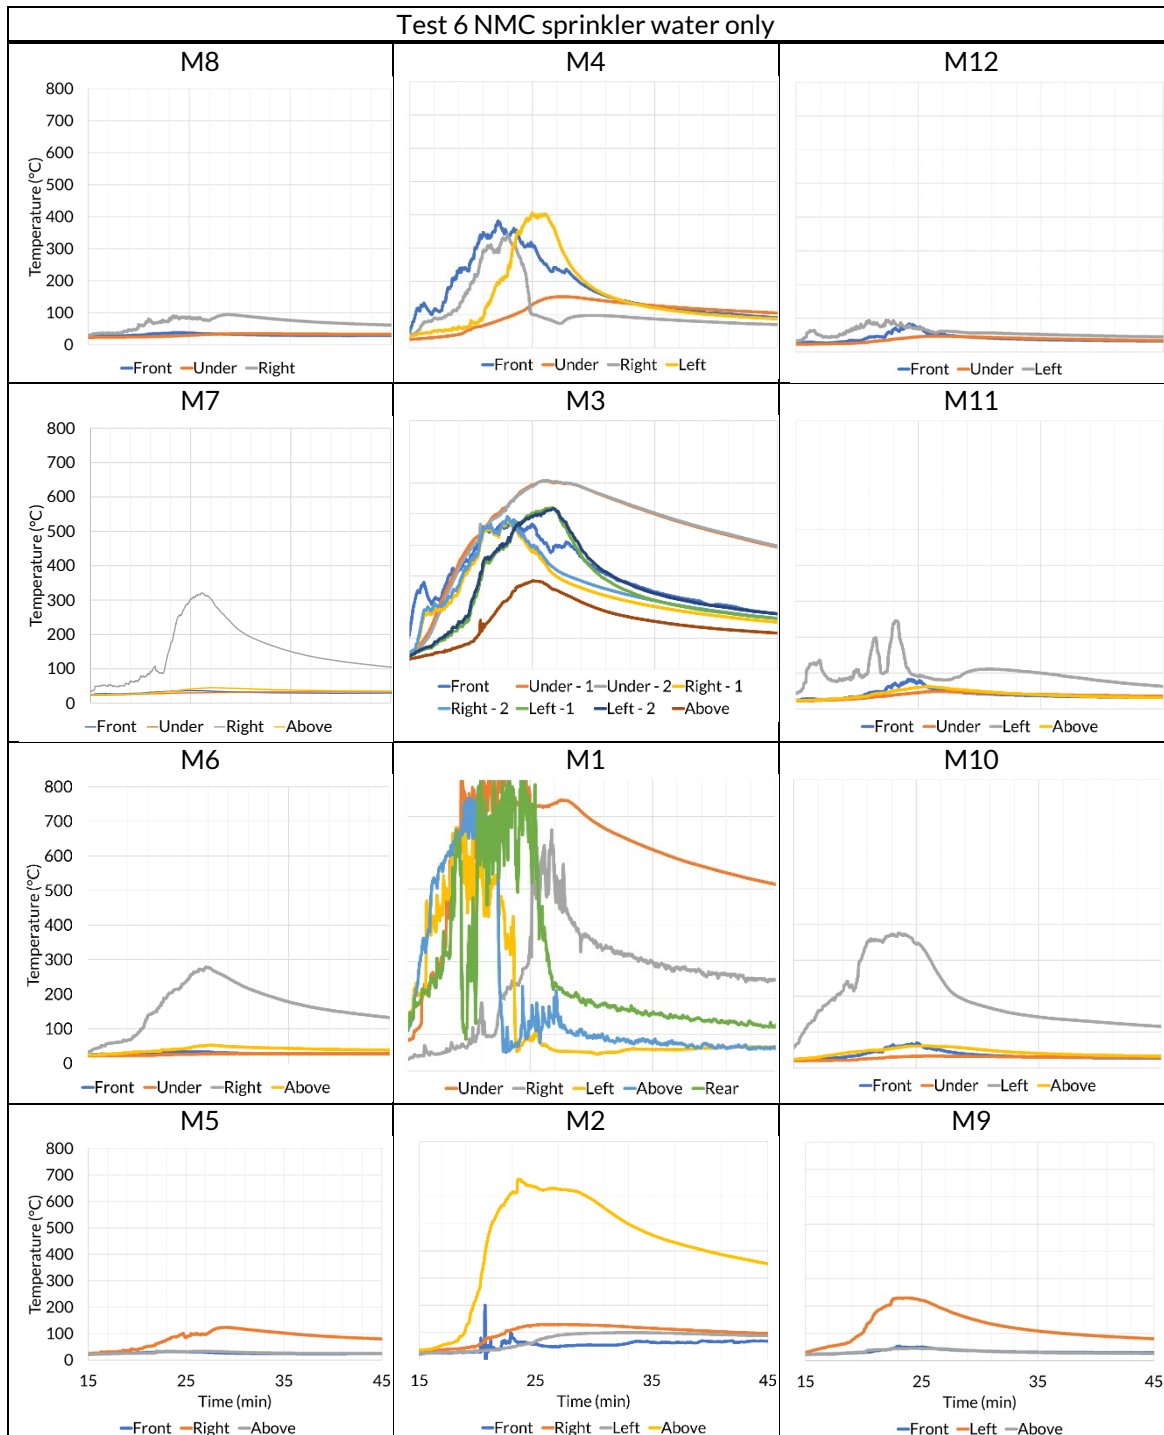 Test 6 NMC sprinkler water only
M8
M4
M12
800
700
600
500
400
300
200
100
0
Temperature (°C)
Front Under Right
Front Under Right Left
Front Under Left
M7
M3
M11
800
700
600
500
400
300
200
100
0
Temperature (°C)
Front Under Right Above
Front Under - 1 Under - 2 Right - 1
Right - 2 Left -1 Left - 2 Above
Front Under Left Above
M6
M1
M10
800
700
600
500
400
300
200
100
0
Temperature (°C)
Front Under Right Above
15 25 35 45
Under Right Left Above Rear
Front Under Left Above
M5
M2
M9
800
700
600
500
400
300
200
100
0
Temperature (°C)
15 25 35 45
Time (min)
Front Right Above
15 25 35 45
Time (min)
Front Right Left Above
15 25 35 45
Time (min)
Front Left Above